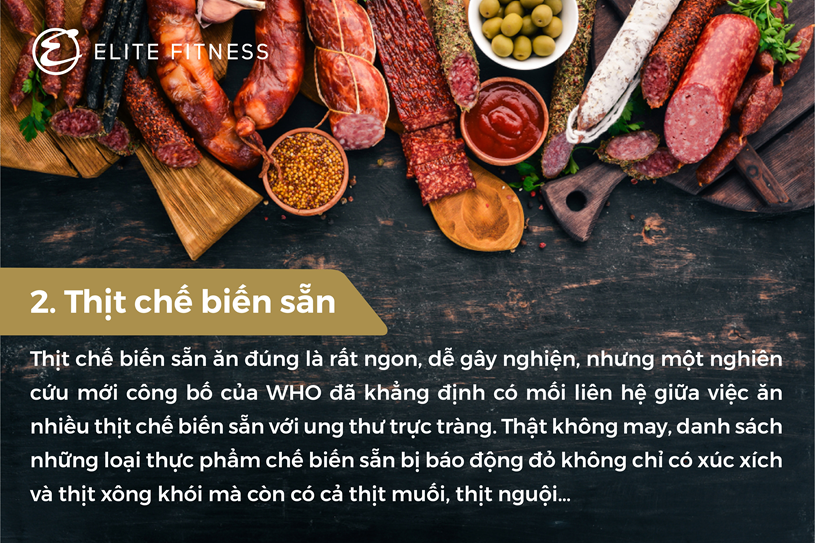 ELITE FITNESS
2. Thịt chế biến sẵn
Thịt chế biến sẵn ăn đúng là rất ngon, dễ gây nghiện, nhưng một nghiên
cứu mới công bố của WHO đã khẳng định có mối liên hệ giữa việc ăn
nhiều thịt chế biến sẵn với ung thư trực tràng. Thật không may, danh sách
những loại thực phẩm chế biến sẵn bị báo động đỏ không chỉ có xúc xích
và thịt xông khói mà còn có cả thịt muối, thịt nguội...